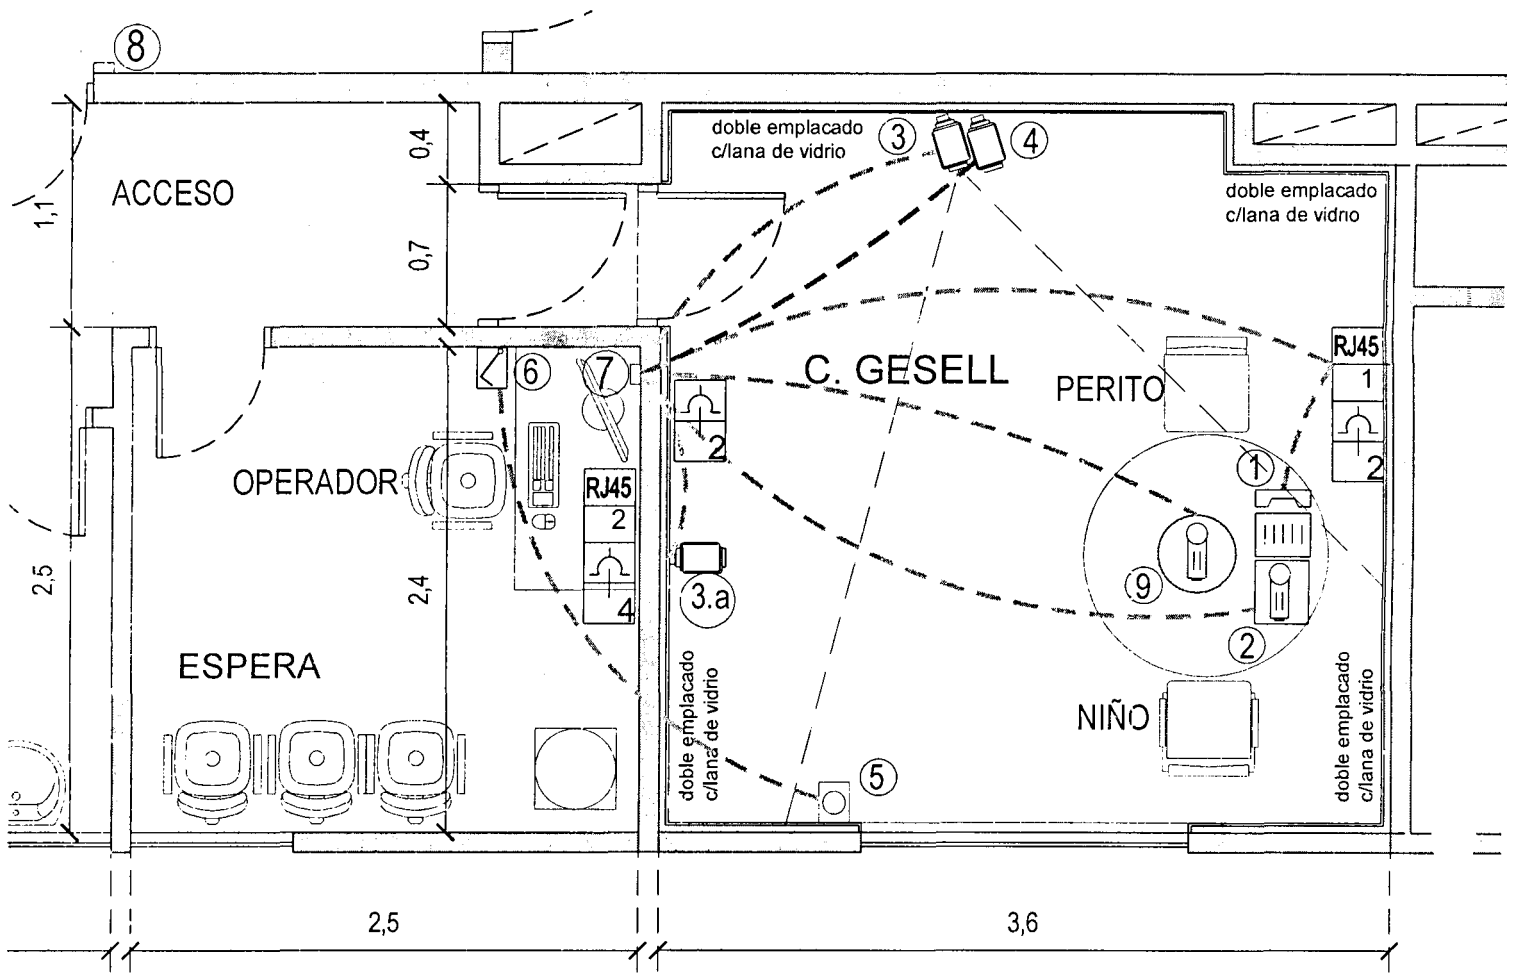 8
doble emplacado
c/lana de vidrio
3
4
0,4
ACCESO
1,1
0,7
doble emplacado
c/lana de vidrio
6
7
C. GESELL
PERITO
RJ45
1
2
2
OPERADOR
RJ45
2
4
1
2,5
2,4
3.a
9
2
ESPERA
doble emplacado
c/lana de vidrio
NIÑO
doble emplacado
c/lana de vidrio
5
2,5
3,6